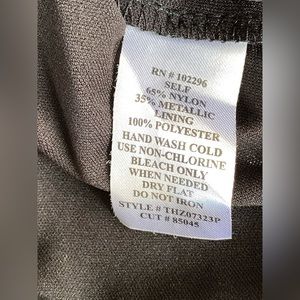 RN # 102296
SELF
65% NYLON
35% METALLIC
LINING
100% POLYESTER
HAND WASH COLD
USE NON-CHLORINE
BLEACH ONLY
WHEN NEEDED
DRY FLAT
DO NOT IRON
STYLE # THZ07323P
CUT # 85045